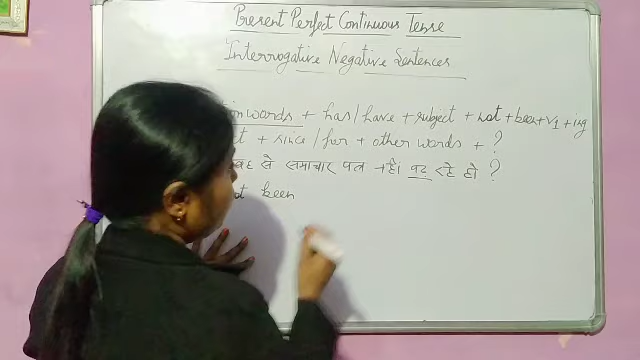 Present Perfect Continuous Tense
Interrogative Negative Sentences
words + has/have + subject + not + been + V1 + ing
+ since/for + other words + ?
से समाचार पत्र नहीं पढ़ रहे हो ?
been